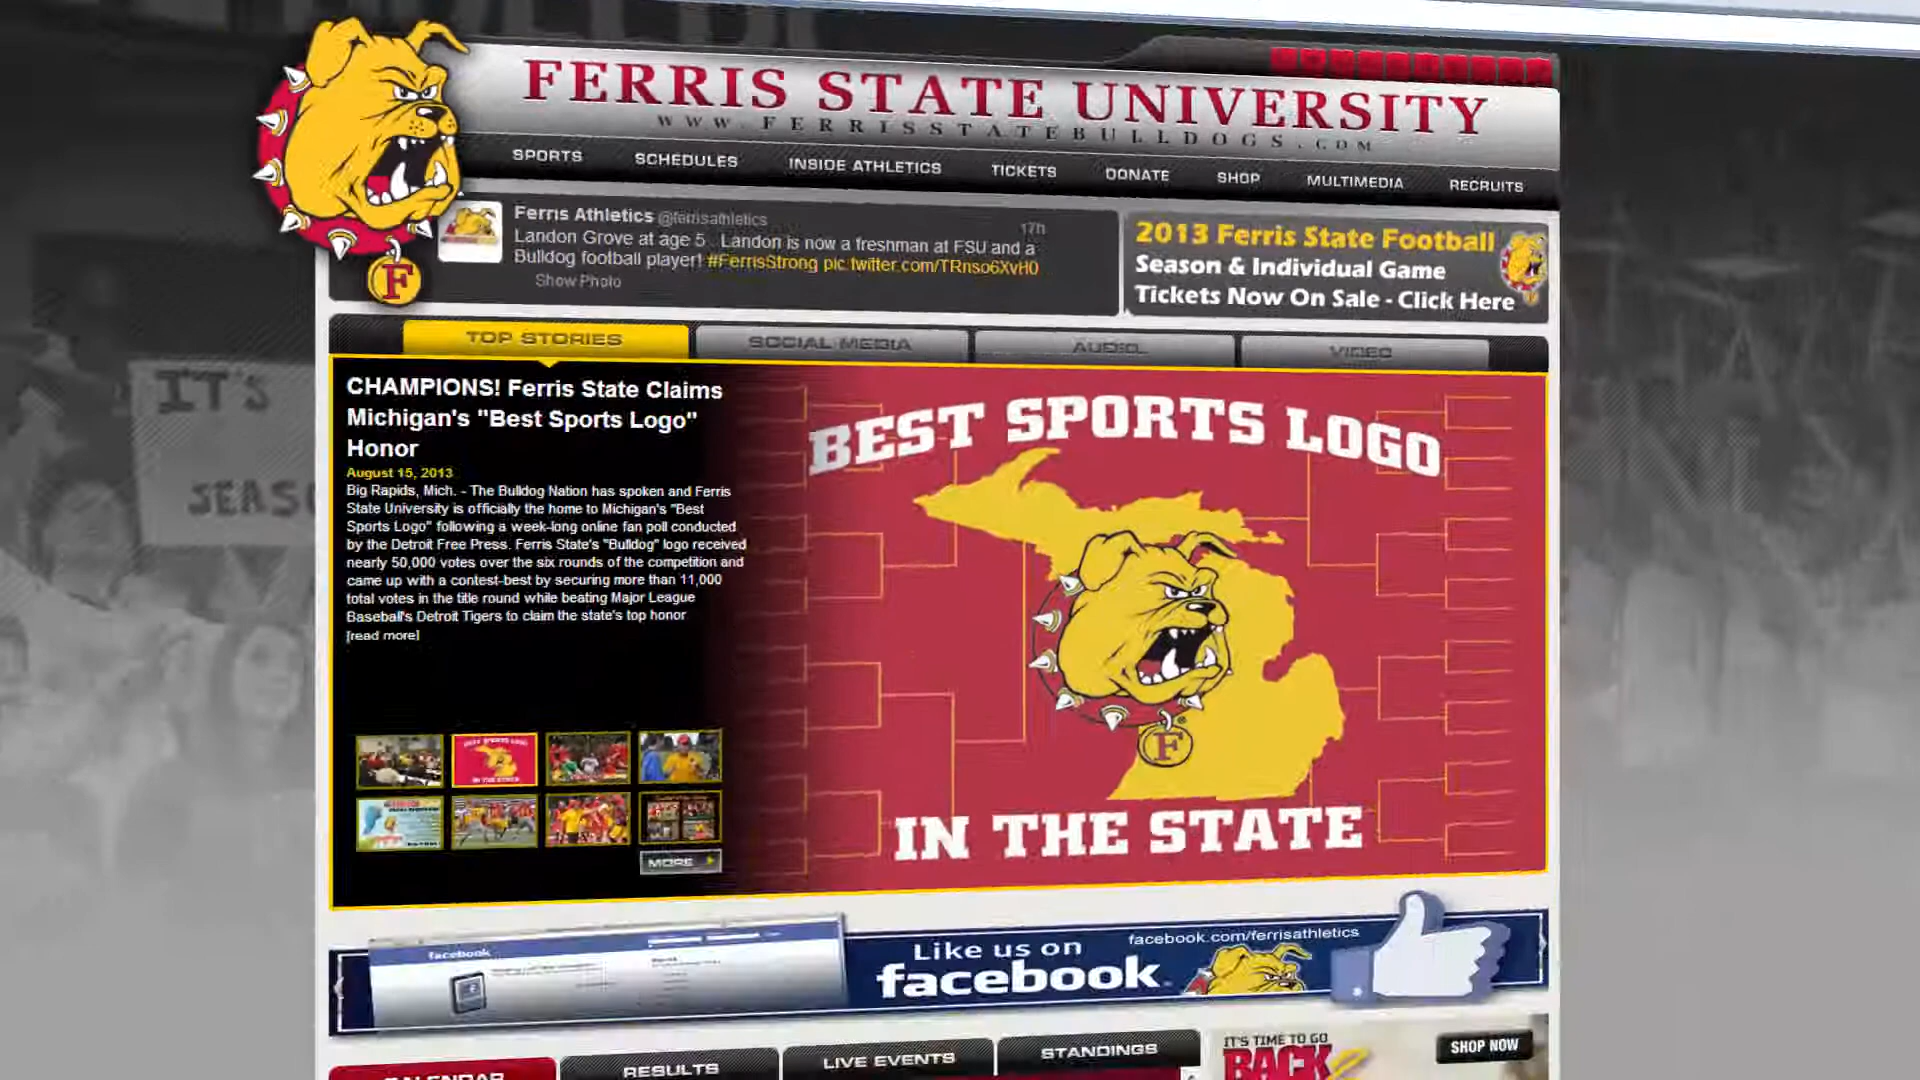 FERRIS STATE UNIVERSITY
WWW.FERRISSTATEBULLDOGS.COM
SPORTS SCHEDULES INSIDE ATHLETICS TICKETS DONATE SHOP MULTIMEDIA RECRUITS
Ferris Athletics @ferrisathletics 17h
Landon Grove at age 5 . Landon is now a freshman at FSU and a
Bulldog football player! #FerrisStrong pic.twitter.com/TRnso6XvH0
Show Photo
2013 Ferris State Football
Season & Individual Game
Tickets Now On Sale - Click Here
F
TOP STORIES SOCIAL MEDIA AUDIO VIDEO
IT'S
SEAS
CHAMPIONS! Ferris State Claims
Michigan's "Best Sports Logo"
Honor
August 15, 2013
Big Rapids, Mich. - The Bulldog Nation has spoken and Ferris
State University is officially the home to Michigan's "Best
Sports Logo" following a week-long online fan poll conducted
by the Detroit Free Press. Ferris State's "Bulldog" logo received
nearly 50,000 votes over the six rounds of the competition and
came up with a contest-best by securing more than 11,000
total votes in the title round while beating Major League
Baseball's Detroit Tigers to claim the state's top honor
[read more]
BEST SPORTS LOGO
F
IN THE STATE
BEST SPORTS LOGO
IN THE STATE
MORE
facebook
Like us on
facebook
facebook.com/ferrisathletics
CALENDAR RESULTS LIVE EVENTS STANDINGS
IT'S TIME TO GO
BACK
SHOP NOW